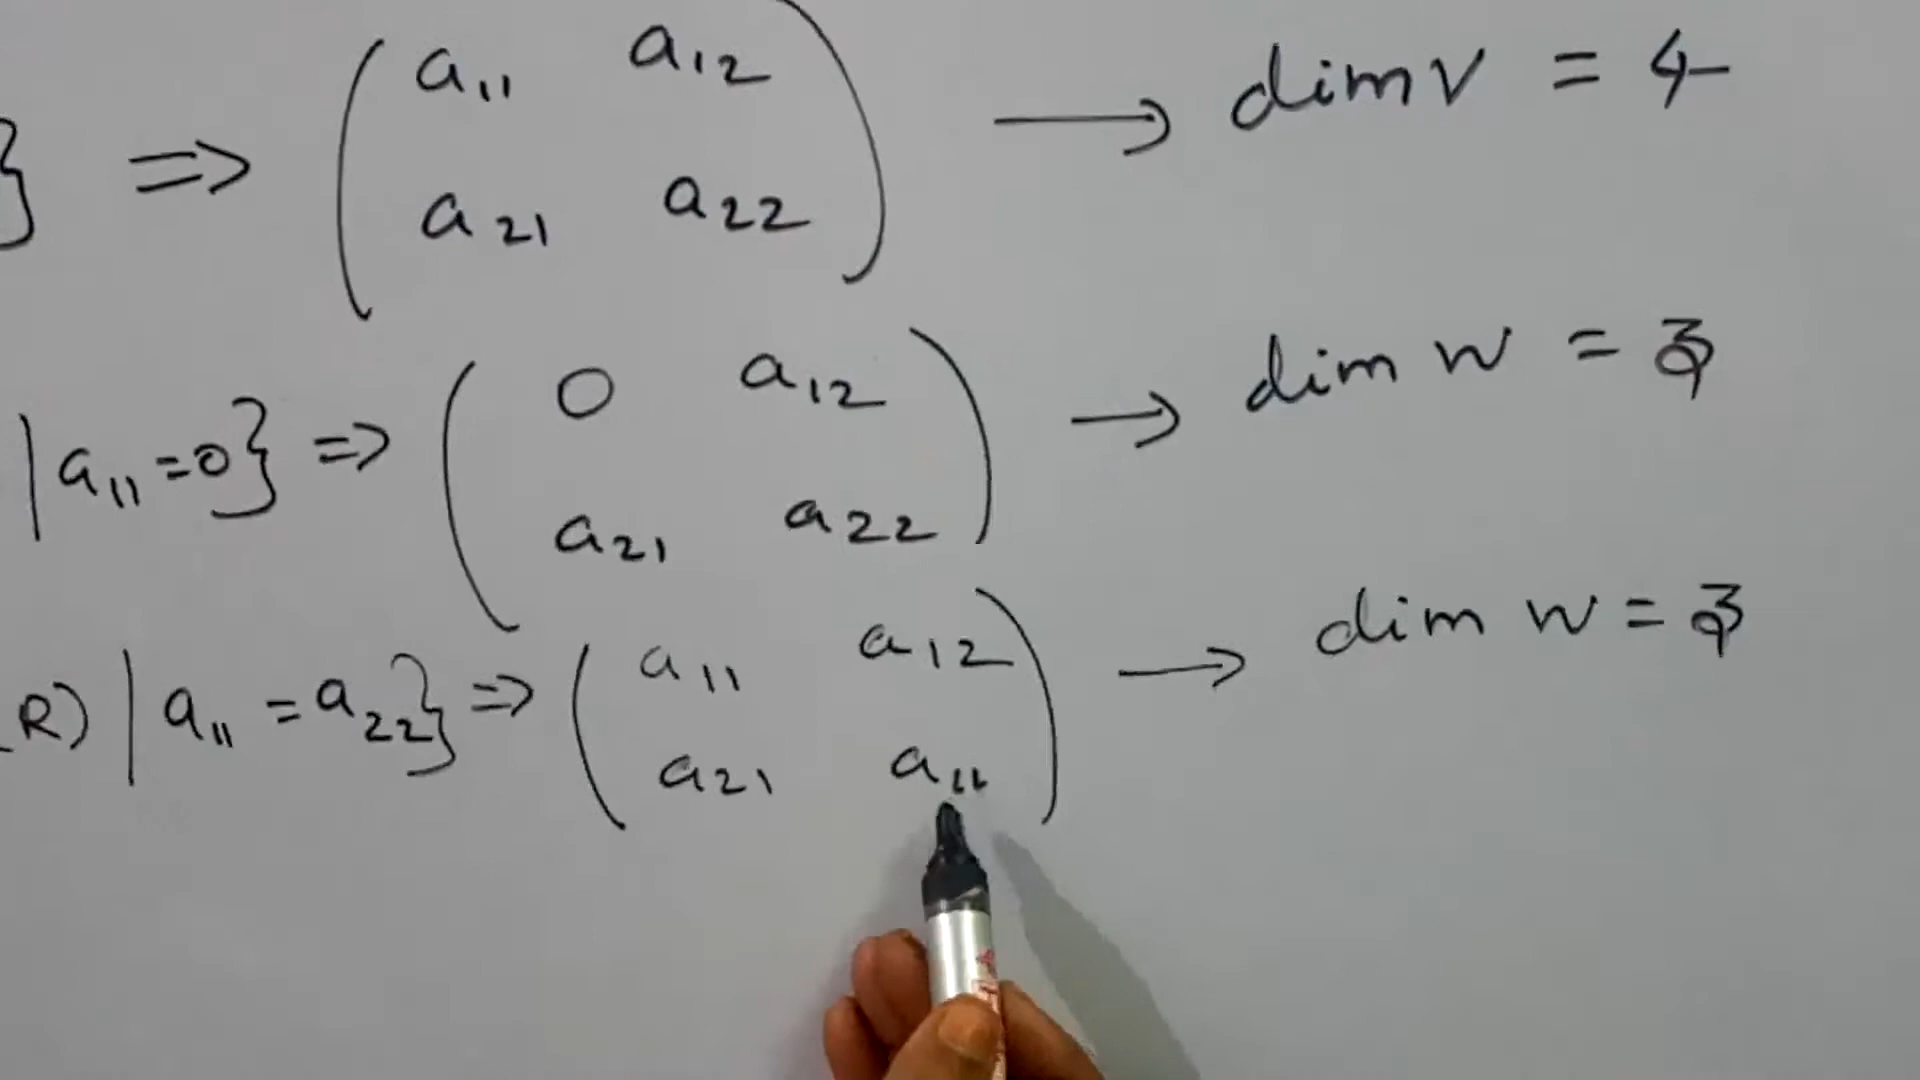 } => ( a11 a12 → dim V = 4
a21 a22 )
| a11 = 0} => ( 0 a12 → dim W = 3
a21 a22 )
R) | a11 = a22} => ( a11 a12 → dim W = 3
a21 a11 )